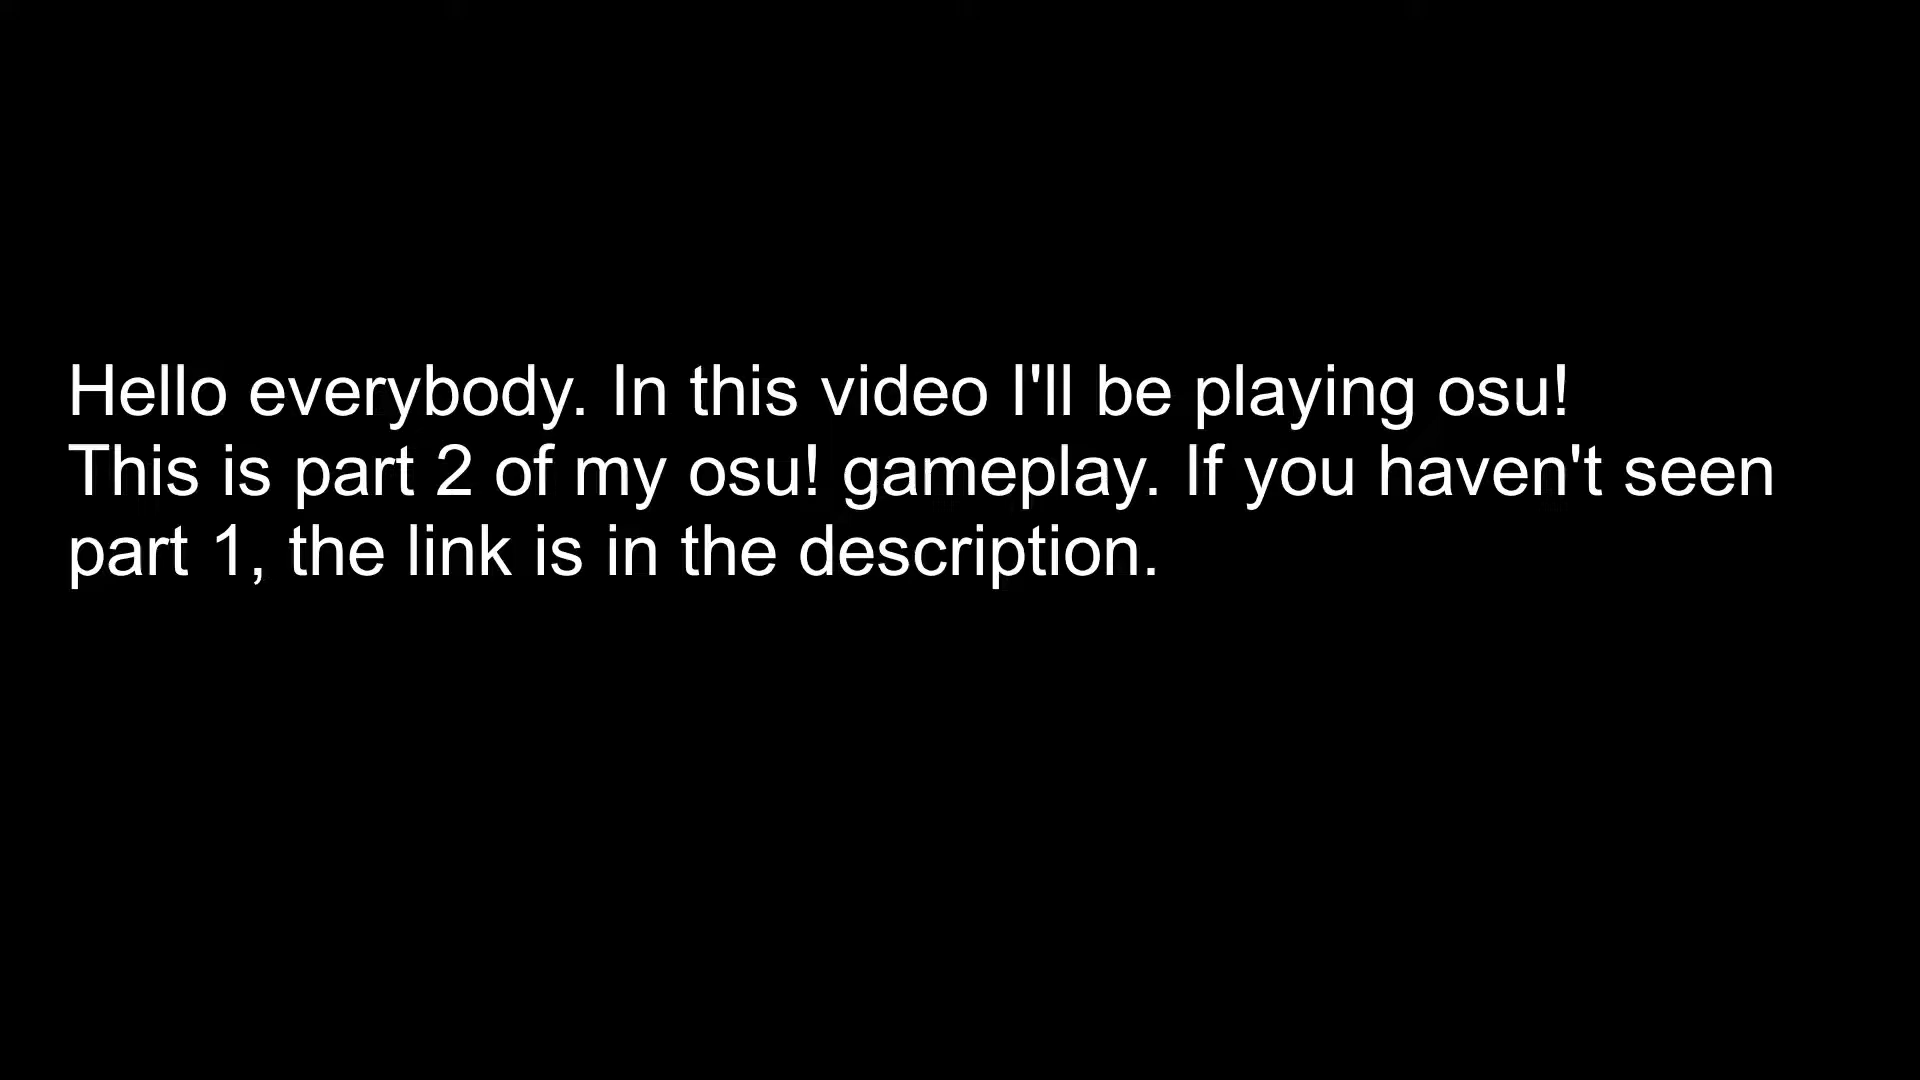 Hello everybody. In this video I'll be playing osu!
This is part 2 of my osu! gameplay. If you haven't seen
part 1, the link is in the description.